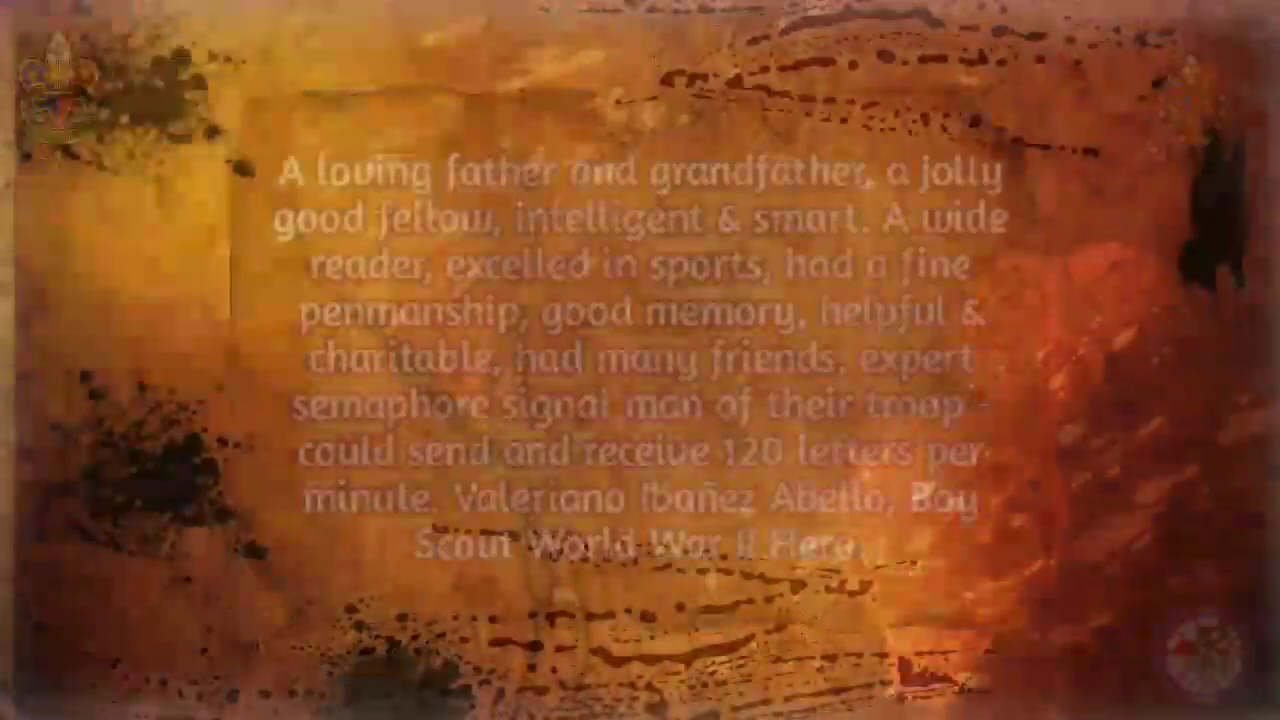 A loving father and grandfather, a jolly
good fellow, intelligent & smart. A wide
reader, excelled in sports, had a fine
penmanship, good memory, helpful &
charitable, had many friends, expert
semaphore signal man of their troop -
could send and receive 120 letters per
minute. Valeriano Ibañez Abello, Boy
Scout World War II Hero.